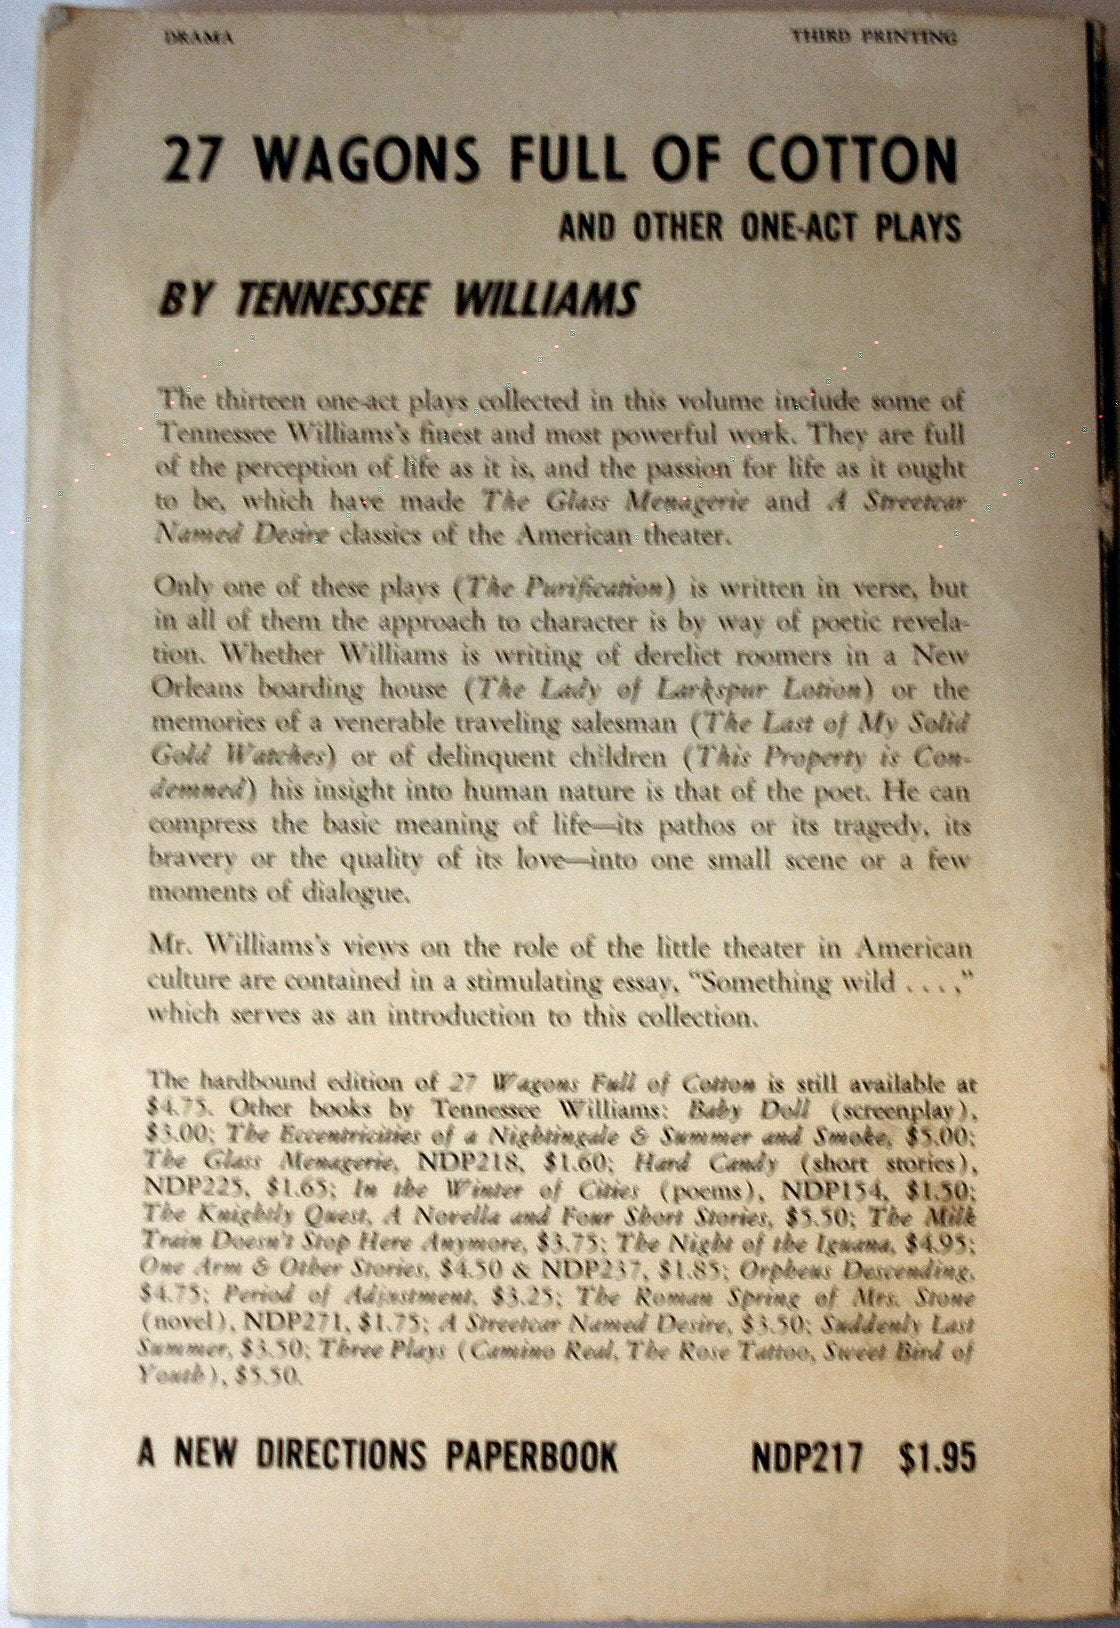 DRAMA
THIRD PRINTING
27 WAGONS FULL OF COTTON
AND OTHER ONE-ACT PLAYS
BY TENNESSEE WILLIAMS
The thirteen one-act plays collected in this volume include some of
Tennessee Williams's finest and most powerful work. They are full
of the perception of life as it is, and the passion for life as it ought
to be, which have made The Glass Menagerie and A Streetcar
Named Desire classics of the American theater.
Only one of these plays (The Purification) is written in verse, but
in all of them the approach to character is by way of poetic revela-
tion. Whether Williams is writing of derelict roomers in a New
Orleans boarding house (The Lady of Larkspur Lotion) or the
memories of a venerable traveling salesman (The Last of My Solid
Gold Watches) or of delinquent children (This Property is Con-
demned) his insight into human nature is that of the poet. He can
compress the basic meaning of life—its pathos or its tragedy, its
bravery or the quality of its love—into one small scene or a few
moments of dialogue.
Mr. Williams's views on the role of the little theater in American
culture are contained in a stimulating essay, "Something wild . . . ,"
which serves as an introduction to this collection.
The hardbound edition of 27 Wagons Full of Cotton is still available at
$4.75. Other books by Tennessee Williams: Baby Doll (screenplay),
$3.00; The Eccentricities of a Nightingale & Summer and Smoke, $5.00;
The Glass Menagerie, NDP218, $1.60; Hard Candy (short stories),
NDP225, $1.65; In the Winter of Cities (poems), NDP154, $1.50;
The Knightly Quest, A Novella and Four Short Stories, $5.50; The Milk
Train Doesn't Stop Here Anymore, $3.75; The Night of the Iguana, $4.95;
One Arm & Other Stories, $4.50 & NDP237, $1.85; Orpheus Descending,
$4.75; Period of Adjustment, $3.25; The Roman Spring of Mrs. Stone
(novel), NDP271, $1.75; A Streetcar Named Desire, $3.50; Suddenly Last
Summer, $3.50; Three Plays (Camino Real, The Rose Tattoo, Sweet Bird of
Youth), $5.50.
A NEW DIRECTIONS PAPERBOOK NDP217 $1.95